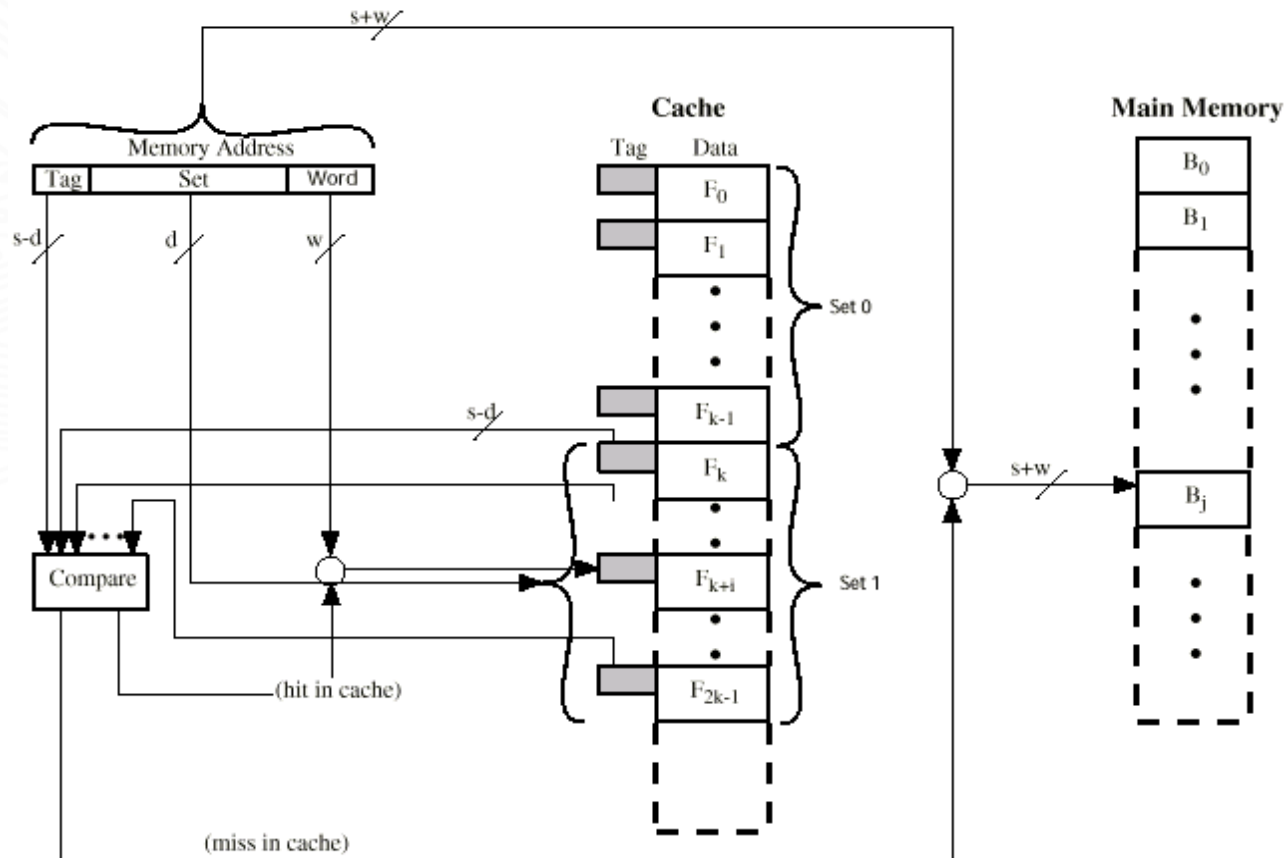 s+w
Cache
Main Memory
Memory Address
Tag Data
Tag Set Word
B0
F0
s-d d w
B1
F1
Set 0
s-d
Fk-1
Fk
s+w
Bj
Compare
Fk+i
Set 1
(hit in cache)
F2k-1
(miss in cache)